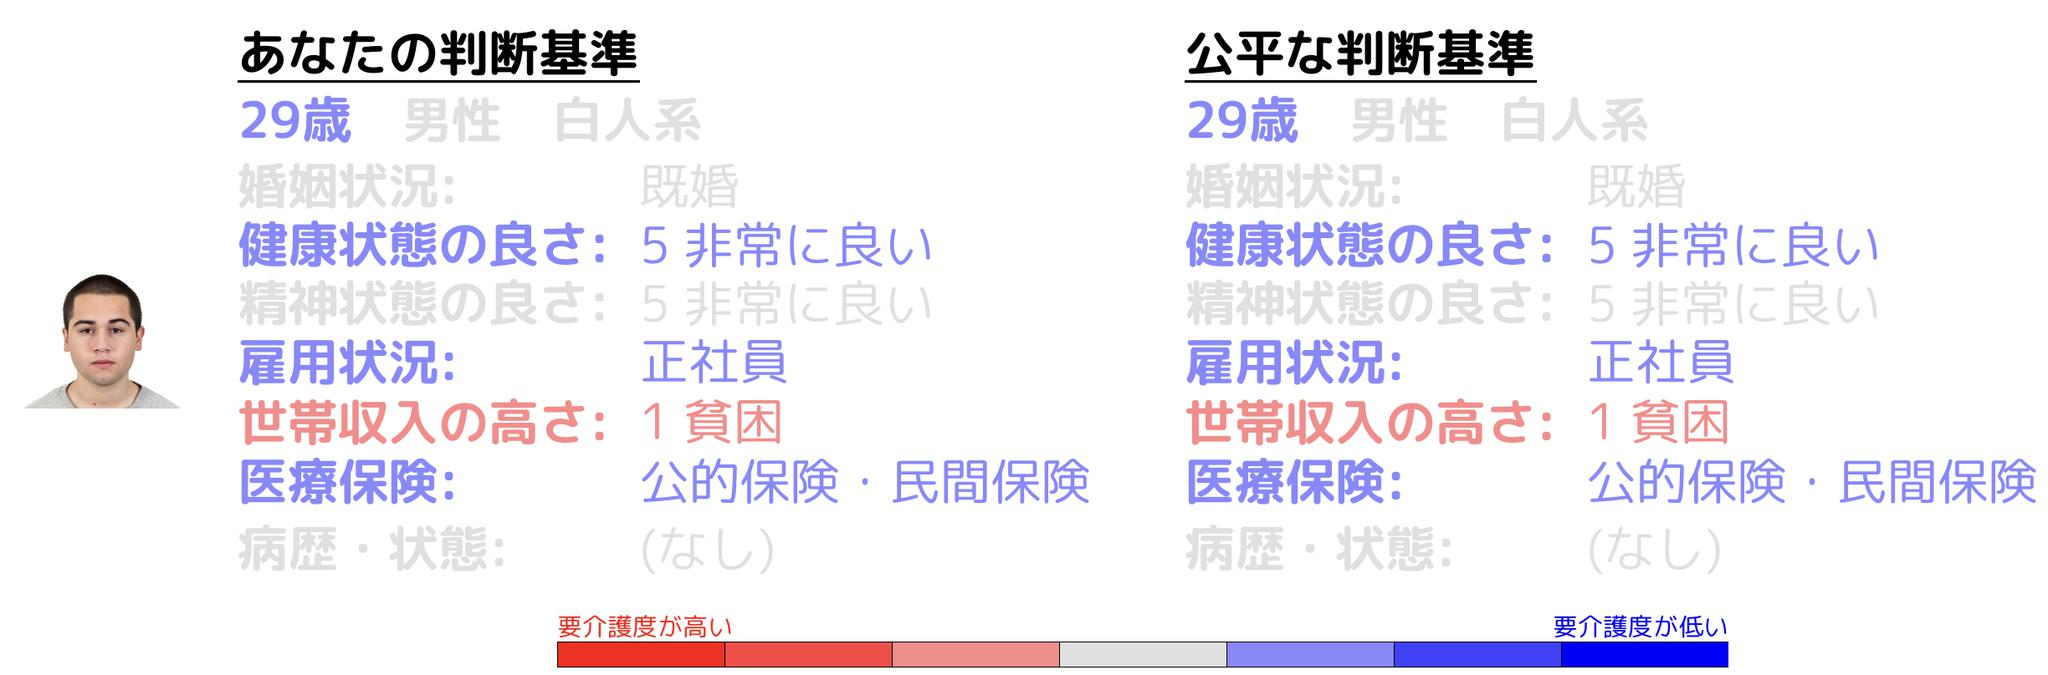 あなたの判断基準
29歳 男性 白人系
婚姻状況: 既婚
健康状態の良さ: 5 非常に良い
精神状態の良さ: 5 非常に良い
雇用状況: 正社員
世帯収入の高さ: 1 貧困
医療保険: 公的保険・民間保険
病歴・状態: (なし)
公平な判断基準
29歳 男性 白人系
婚姻状況: 既婚
健康状態の良さ: 5 非常に良い
精神状態の良さ: 5 非常に良い
雇用状況: 正社員
世帯収入の高さ: 1 貧困
医療保険: 公的保険・民間保険
病歴・状態: (なし)
要介護度が高い
要介護度が低い